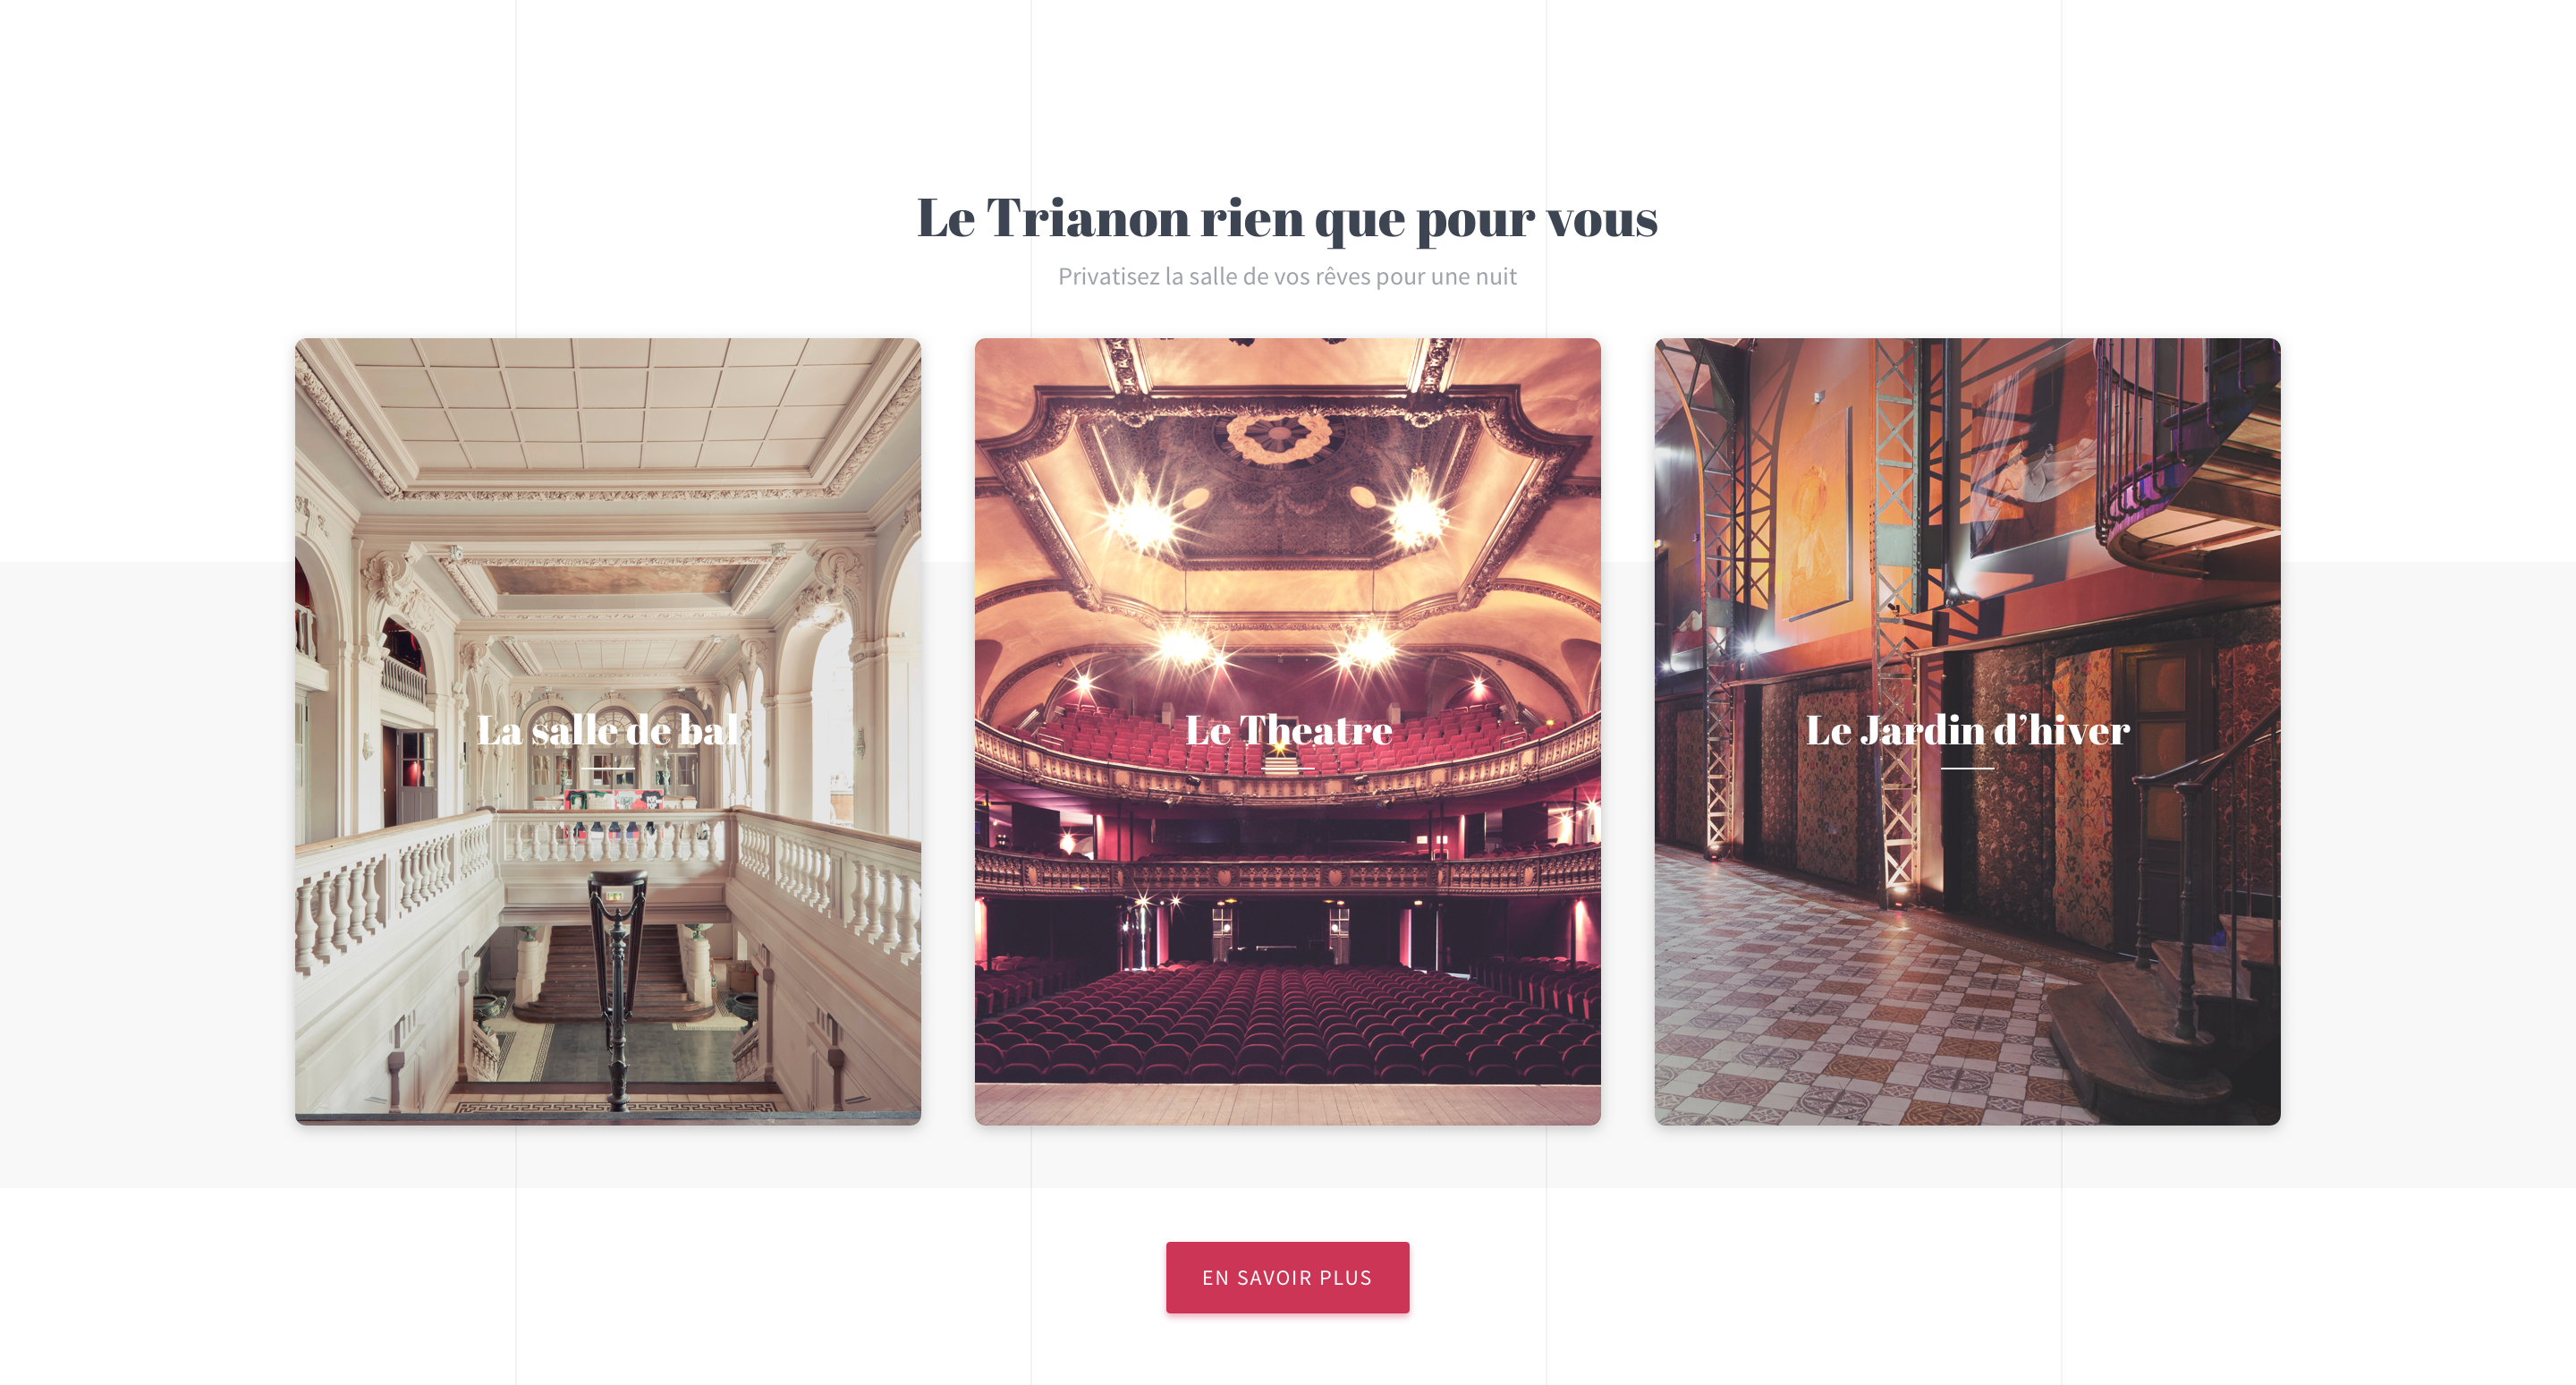 Le Trianon rien que pour vous
Privatisez la salle de vos rêves pour une nuit
La salle de bal
Le Theatre
Le Jardin d’hiver
EN SAVOIR PLUS